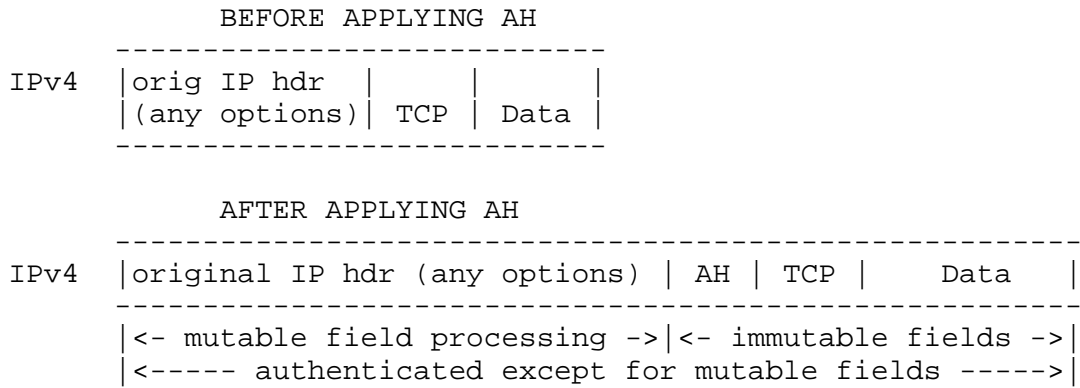 BEFORE APPLYING AH
----------------------------
IPv4 |orig IP hdr | | |
|(any options)| TCP | Data |
----------------------------
AFTER APPLYING AH
-------------------------------------------------------
IPv4 |original IP hdr (any options) | AH | TCP | Data |
-------------------------------------------------------
|<- mutable field processing ->|<- immutable fields ->|
|<----- authenticated except for mutable fields ----->|